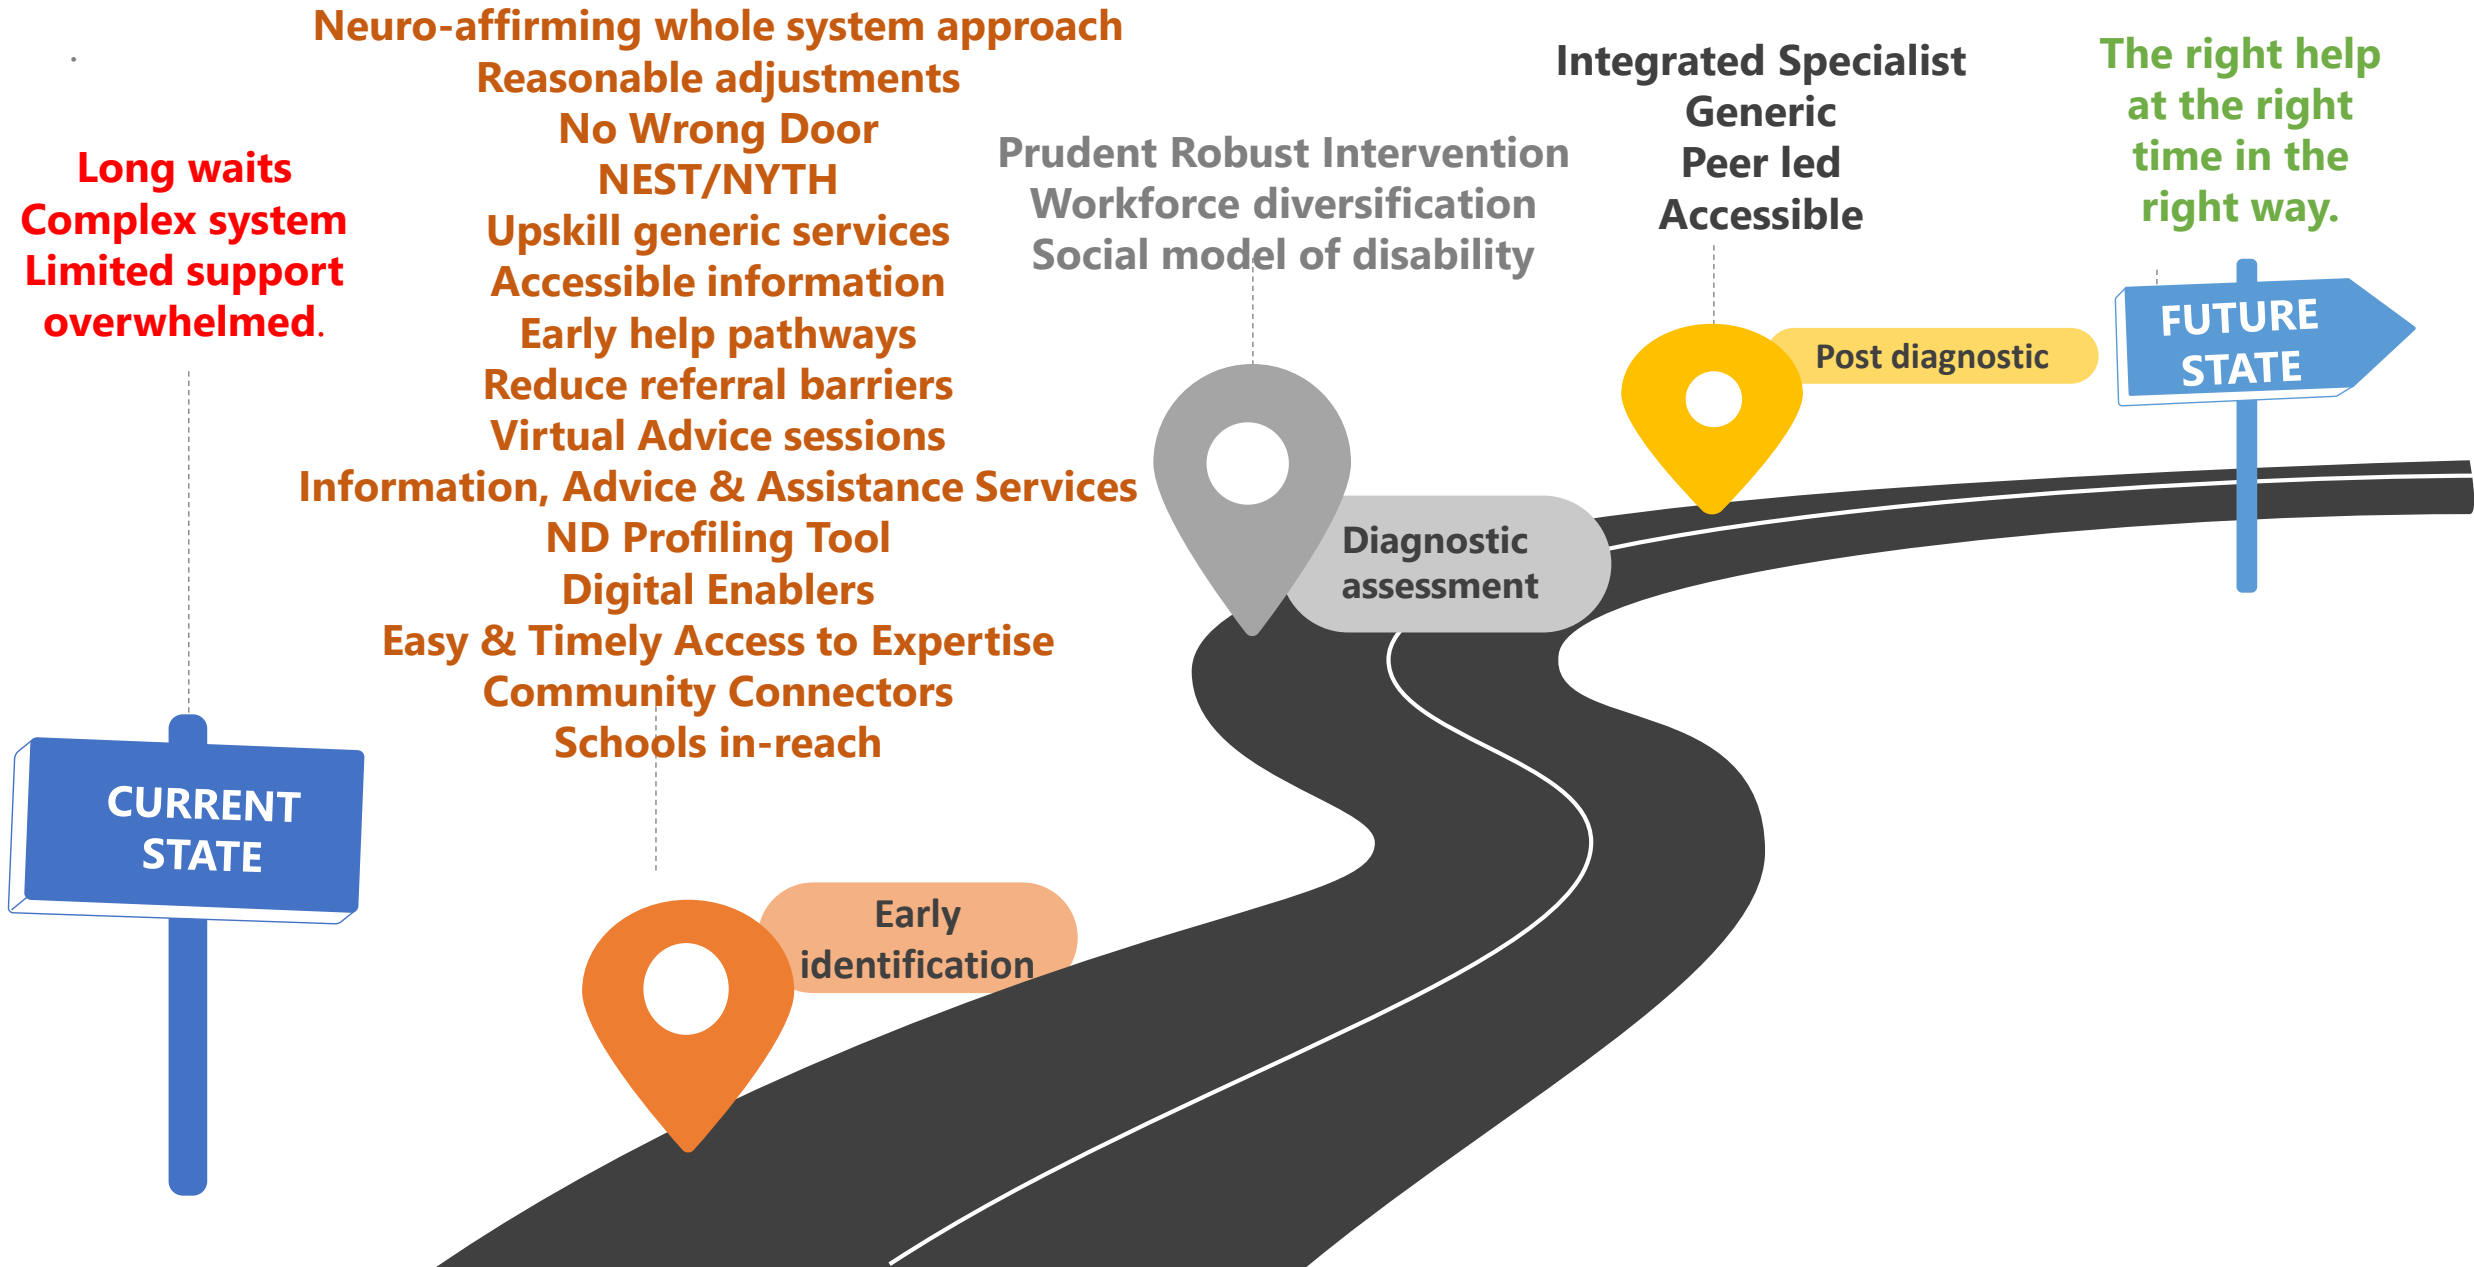 Long waits
Complex system
Limited support
overwhelmed.
CURRENT
STATE
Neuro-affirming whole system approach
Reasonable adjustments
No Wrong Door
NEST/NYTH
Upskill generic services
Accessible information
Early help pathways
Reduce referral barriers
Virtual Advice sessions
Information, Advice & Assistance Services
ND Profiling Tool
Digital Enablers
Easy & Timely Access to Expertise
Community Connectors
Schools in-reach
Early
identification
Prudent Robust Intervention
Workforce diversification
Social model of disability
Diagnostic
assessment
Integrated Specialist
Generic
Peer led
Accessible
Post diagnostic
The right help
at the right
time in the
right way.
FUTURE
STATE